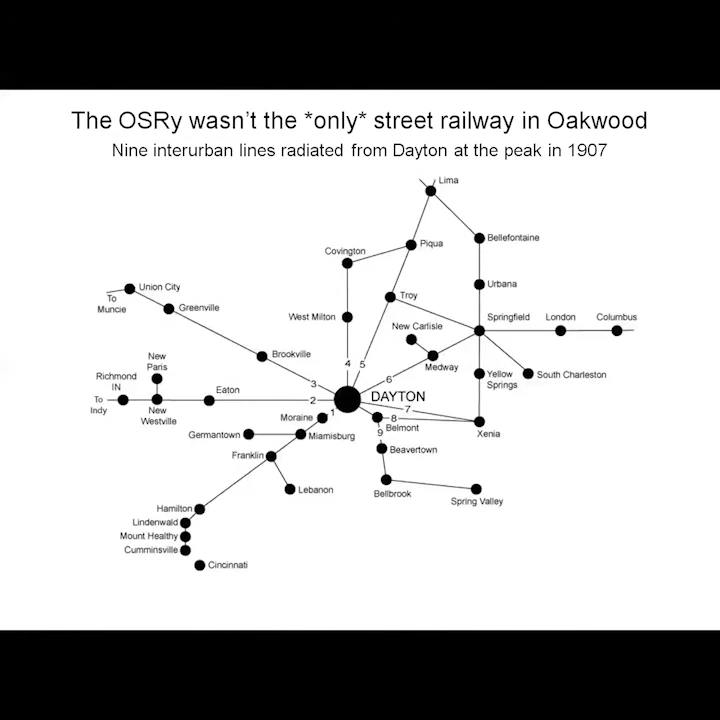 The OSRy wasn't the *only* street railway in Oakwood
Nine interurban lines radiated from Dayton at the peak in 1907
Lima
Bellefontaine
Piqua
Covington
Union City
To
Muncie
Greenville
Urbana
Troy
West Milton
New Carlisle
Springfield
London
Columbus
Brookville
Medway
New
Paris
Richmond
IN
To
Indy
New
Westville
Eaton
Yellow
Springs
South Charleston
4
5
6
3
2
1
DAYTON
7
8
9
Moraine
Belmont
Xenia
Germantown
Miamisburg
Beavertown
Franklin
Lebanon
Bellbrook
Spring Valley
Hamilton
Lindenwald
Mount Healthy
Cumminsville
Cincinnati